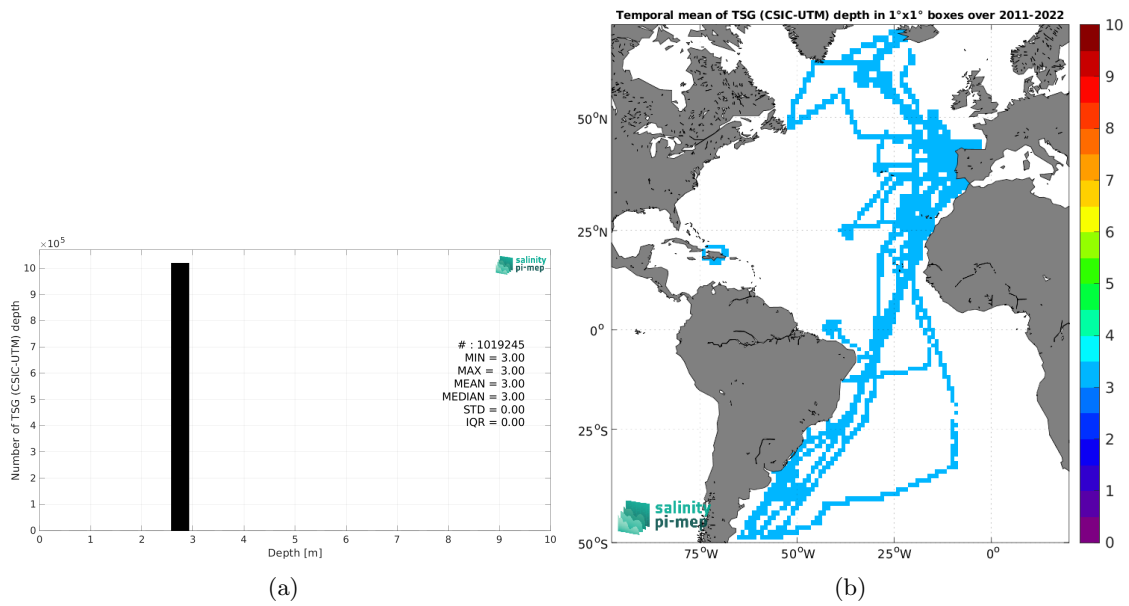 ×10⁵
10
9
8
7
6
5
4
3
2
1
0
Number of TSG (CSIC-UTM) depth
salinity
pi-mep
# : 1019245
MIN = 3.00
MAX = 3.00
MEAN = 3.00
MEDIAN = 3.00
STD = 0.00
IQR = 0.00
0 1 2 3 4 5 6 7 8 9 10
Depth [m]
(a)
Temporal mean of TSG (CSIC-UTM) depth in 1°x1° boxes over 2011-2022
50°N
25°N
0°
25°S
50°S
salinity
pi-mep
75°W 50°W 25°W 0°
10
9
8
7
6
5
4
3
2
1
0
(b)